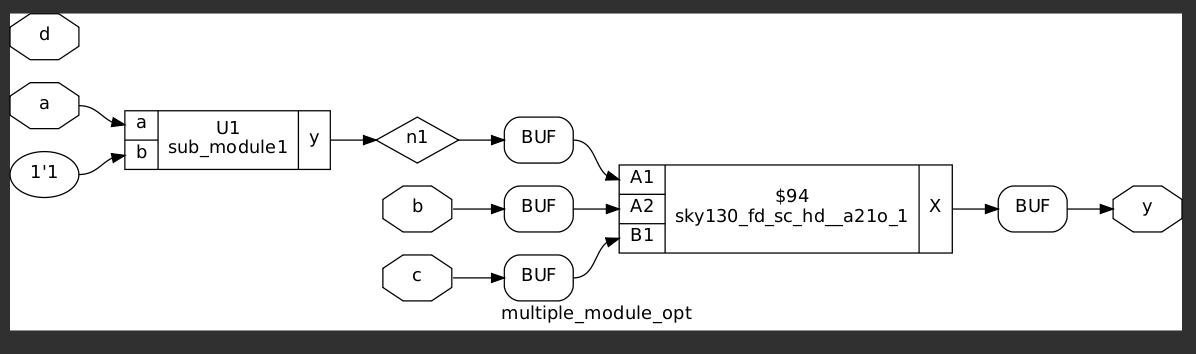 d
a
1'1
a
b
U1
sub_module1
y
n1
BUF
b
BUF
c
BUF
A1
A2
B1
$94
sky130_fd_sc_hd__a21o_1
X
BUF
y
multiple_module_opt